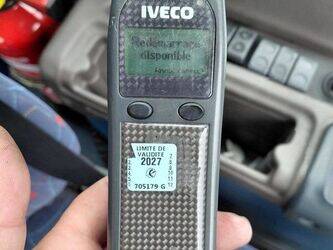 IVECO
Redémarrage
disponible
LIMITE DE
VALIDITE
2027
705179 G